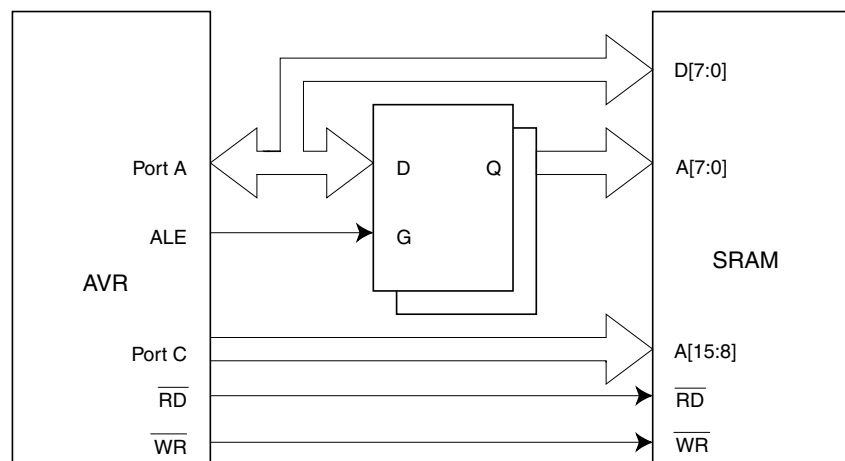 D[7:0]
Port A
D
Q
A[7:0]
ALE
G
AVR
SRAM
Port C
A[15:8]
RD
RD
WR
WR